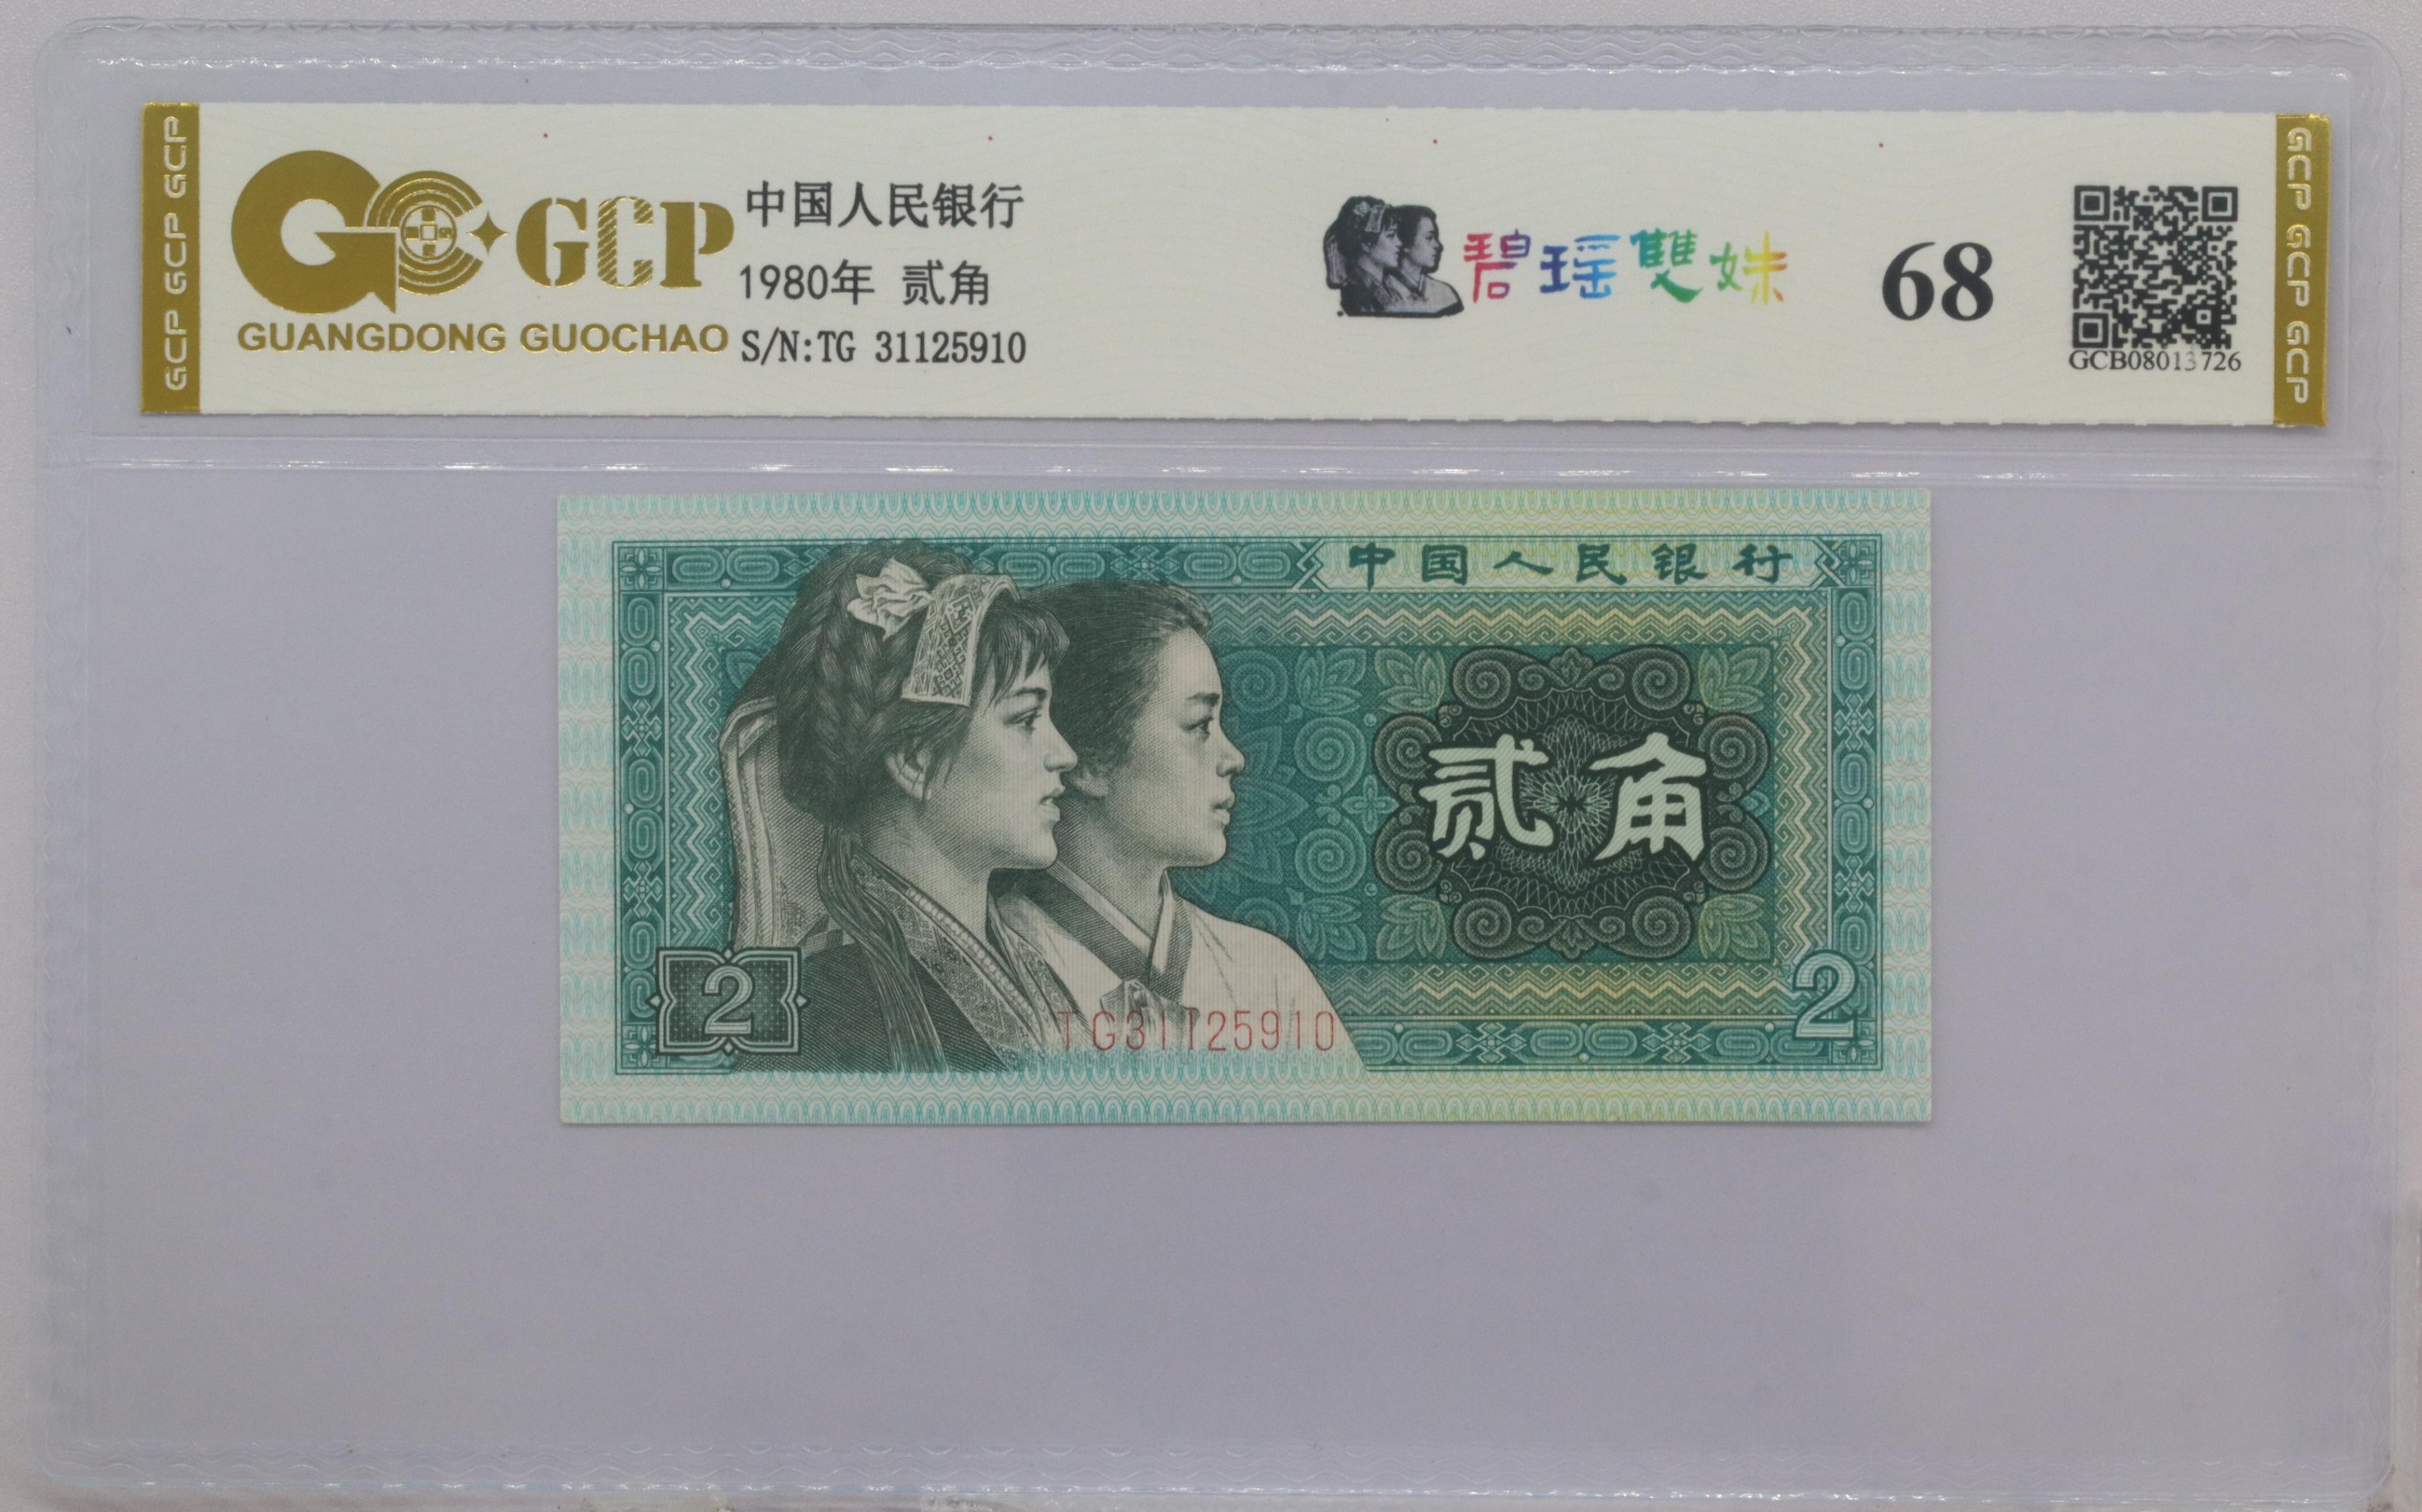 GCP GCP GCP
GCP
GUANGDONG GUOCHAO
中国人民银行
1980年 贰角
S/N:TG 31125910
碧瑶雙姝
68
GCB08013726
GCP GCP GCP
中国人民银行
贰角
2
2
TG31125910